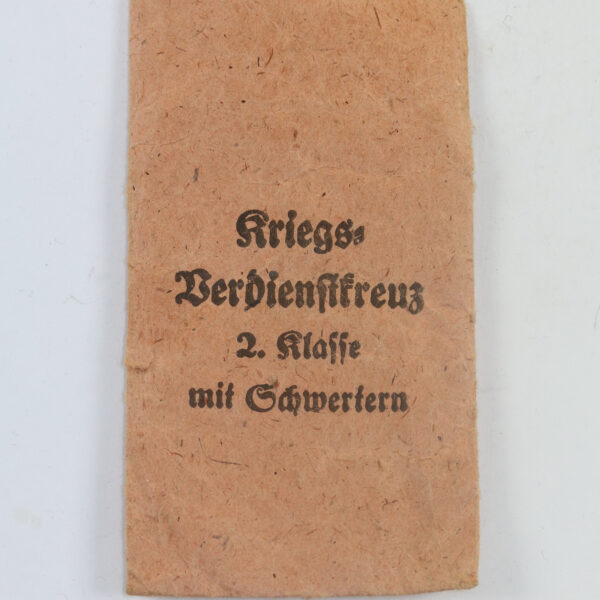 Kriegs-
Verdienstkreuz
2. Klasse
mit Schwertern